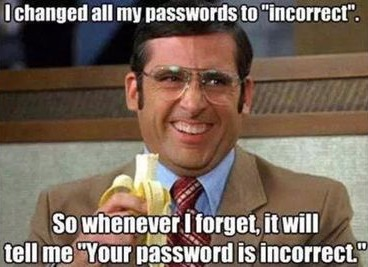 I changed all my passwords to "incorrect".
So whenever I forget, it will
tell me "Your password is incorrect."